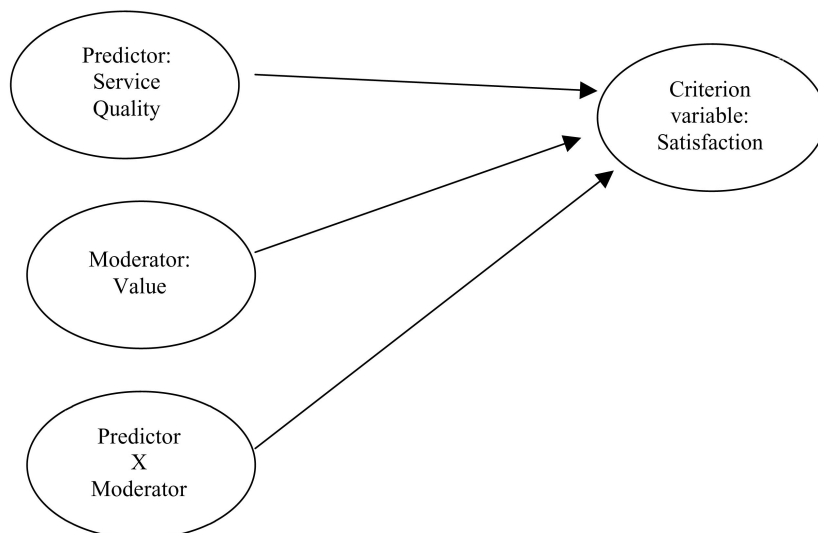 Predictor:
Service
Quality
Criterion
variable:
Satisfaction
Moderator:
Value
Predictor
X
Moderator